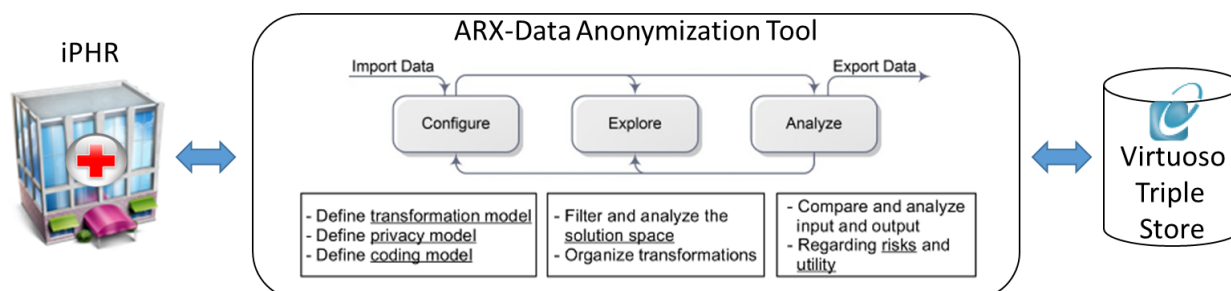 iPHR
ARX-Data Anonymization Tool
Import Data
Export Data
Configure
Explore
Analyze
- Define transformation model
- Define privacy model
- Define coding model
- Filter and analyze the
solution space
- Organize transformations
- Compare and analyze
input and output
- Regarding risks and
utility
Virtuoso
Triple
Store